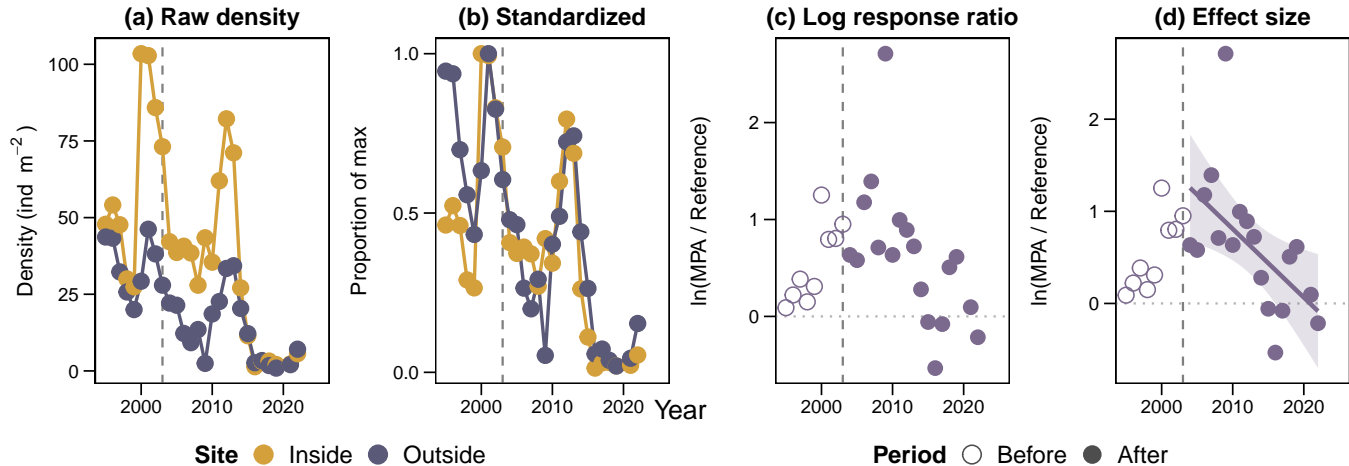 (a) Raw density
(b) Standardized
(c) Log response ratio
(d) Effect size
Density (ind m⁻²)
100
75
50
25
0
2000 2010 2020
Proportion of max
1.0
0.5
0.0
2000 2010 2020
ln(MPA / Reference)
2
1
0
2000 2010 2020
ln(MPA / Reference)
2
1
0
2000 2010 2020
Year
Site Inside Outside
Period Before After